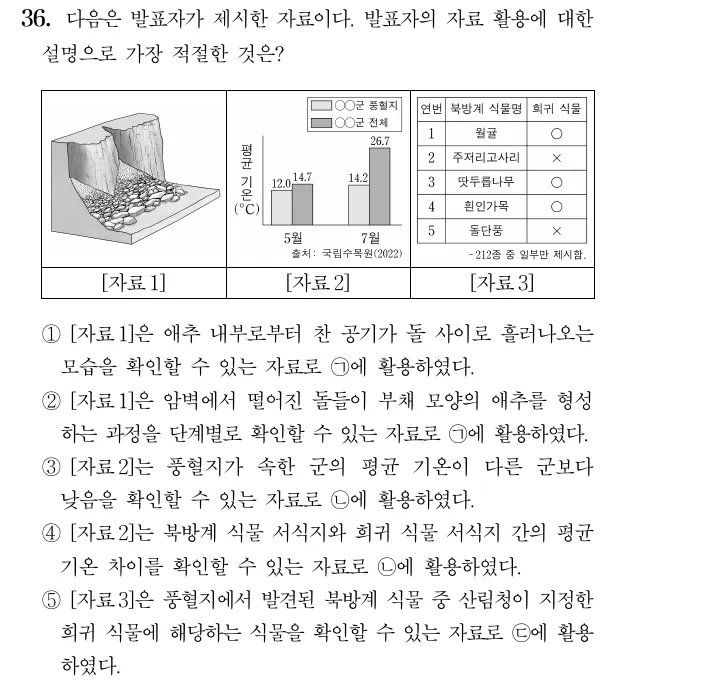 36. 다음은 발표자가 제시한 자료이다. 발표자의 자료 활용에 대한
설명으로 가장 적절한 것은?
○○군 풍혈지
○○군 전체
평균 기온 (℃)
12.0 14.7 14.2 26.7
5월 7월
출처: 국립수목원(2022)
연번 북방계 식물명 희귀 식물
1 월귤 ○
2 주저리고사리 ×
3 땃두릅나무 ○
4 흰인가목 ○
5 돌단풍 ×
- 212종 중 일부만 제시함.
[자료 1] [자료 2] [자료 3]
① [자료 1]은 애추 내부로부터 찬 공기가 돌 사이로 흘러나오는
모습을 확인할 수 있는 자료로 ㉠에 활용하였다.
② [자료 1]은 암벽에서 떨어진 돌들이 부채 모양의 애추를 형성
하는 과정을 단계별로 확인할 수 있는 자료로 ㉠에 활용하였다.
③ [자료 2]는 풍혈지가 속한 군의 평균 기온이 다른 군보다
낮음을 확인할 수 있는 자료로 ㉡에 활용하였다.
④ [자료 2]는 북방계 식물 서식지와 희귀 식물 서식지 간의 평균
기온 차이를 확인할 수 있는 자료로 ㉡에 활용하였다.
⑤ [자료 3]은 풍혈지에서 발견된 북방계 식물 중 산림청이 지정한
희귀 식물에 해당하는 식물을 확인할 수 있는 자료로 ㉢에 활용
하였다.